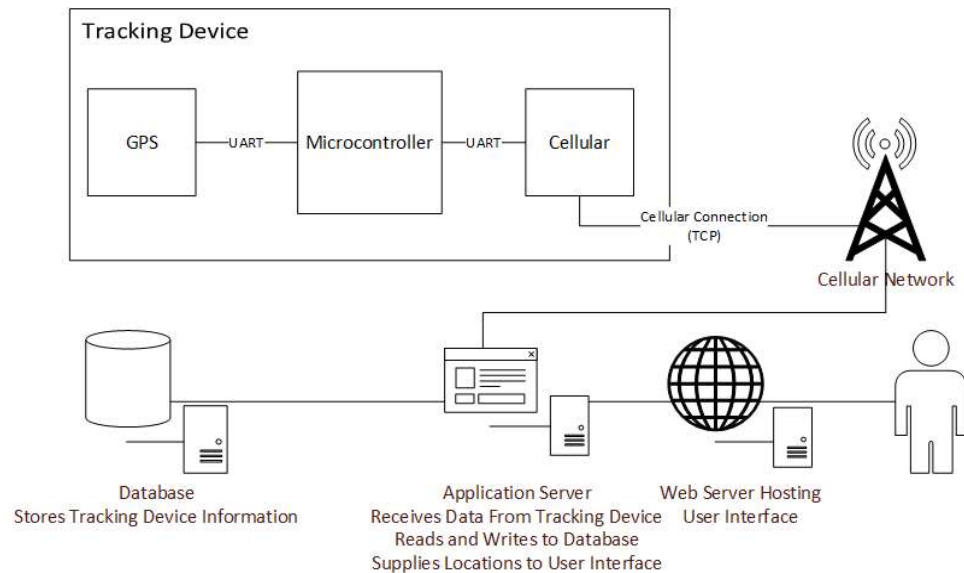 Tracking Device
GPS
UART
Microcontroller
UART
Cellular
Cellular Connection
(TCP)
Cellular Network
Database
Stores Tracking Device Information
Application Server
Receives Data From Tracking Device
Reads and Writes to Database
Supplies Locations to User Interface
Web Server Hosting
User Interface